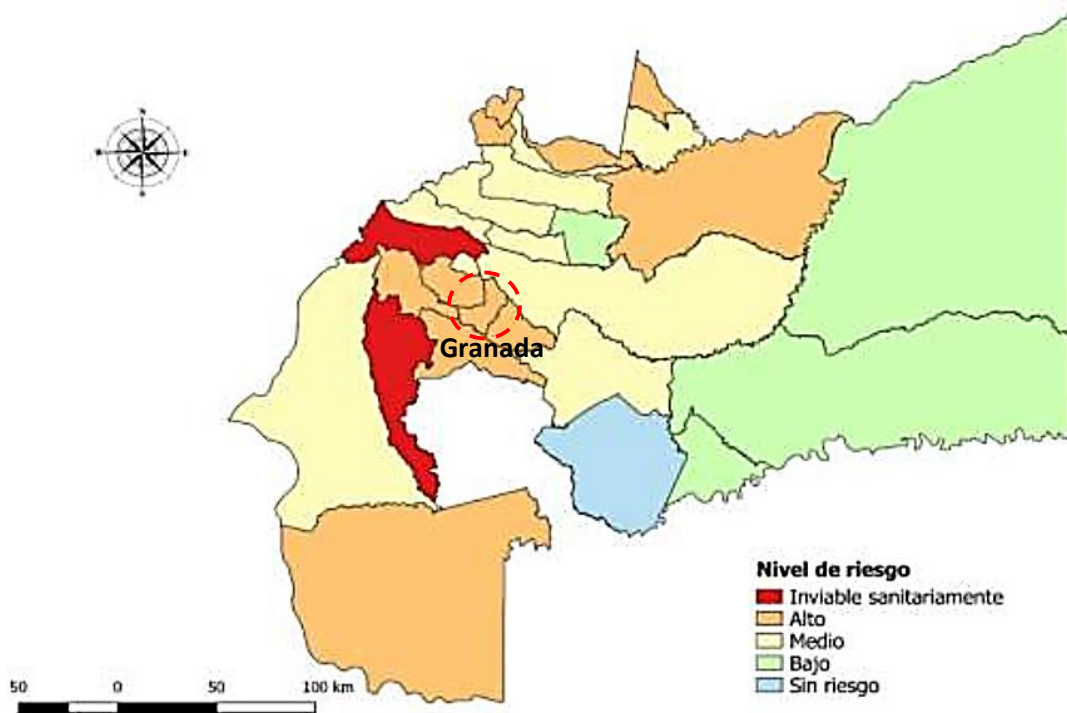 Granada
Nivel de riesgo
Inviable sanitariamente
Alto
Medio
Bajo
Sin riesgo
50 0 50 100 km